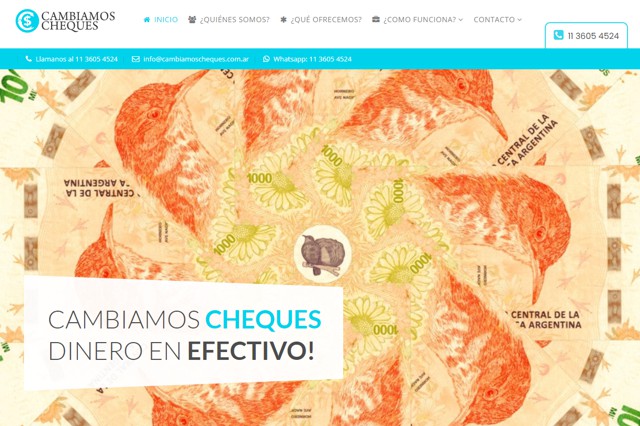 CAMBIAMOS
CHEQUES
INICIO
¿QUIÉNES SOMOS?
¿QUÉ OFRECEMOS?
¿COMO FUNCIONA?
CONTACTO
11 3605 4524
Llamanos al 11 3605 4524
info@cambiamoscheques.com.ar
Whatsapp: 11 3605 4524
CENTRAL DE LA
ARGENTINA
CENTRAL DE LA
TA ARGENTINA
1000
1000
1000
1000
1000
CENTRAL DE LA
'A ARGENTINA
CAMBIAMOS CHEQUES
DINERO EN EFECTIVO!